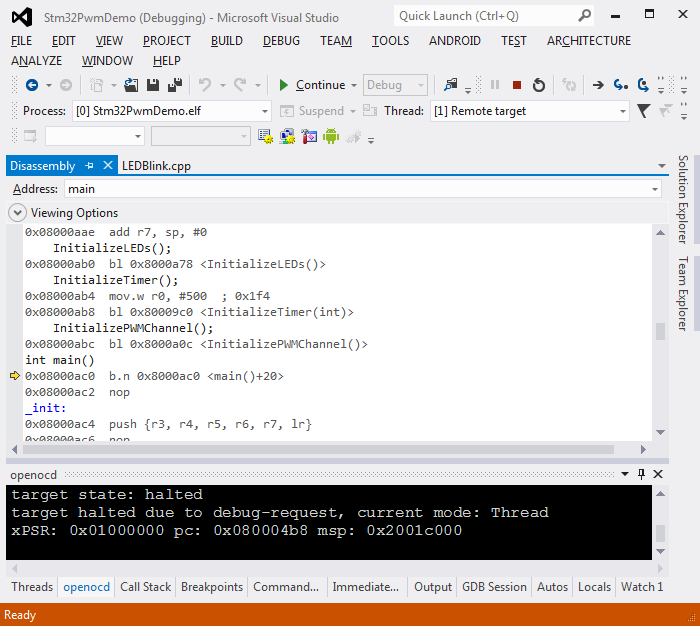 Stm32PwmDemo (Debugging) - Microsoft Visual Studio
Quick Launch (Ctrl+Q)
FILE EDIT VIEW PROJECT BUILD DEBUG TEAM TOOLS ANDROID TEST ARCHITECTURE
ANALYZE WINDOW HELP
Continue Debug
Process: [0] Stm32PwmDemo.elf Suspend Thread: [1] Remote target
Disassembly LEDBlink.cpp
Address: main
Viewing Options
0x08000aae add r7, sp, #0
InitializeLEDs();
0x08000ab0 bl 0x8000a78 <InitializeLEDs()>
InitializeTimer();
0x08000ab4 mov.w r0, #500 ; 0x1f4
0x08000ab8 bl 0x80009c0 <InitializeTimer(int)>
InitializePWMChannel();
0x08000abc bl 0x8000a0c <InitializePWMChannel()>
int main()
0x08000ac0 b.n 0x8000ac0 <main()+20>
0x08000ac2 nop
_init:
0x08000ac4 push {r3, r4, r5, r6, r7, lr}
0x08000ac6 nop
openocd
target state: halted
target halted due to debug-request, current mode: Thread
xPSR: 0x01000000 pc: 0x080004b8 msp: 0x2001c000
Threads openocd Call Stack Breakpoints Command... Immediate... Output GDB Session Autos Locals Watch 1
Ready
Solution Explorer
Team Explorer